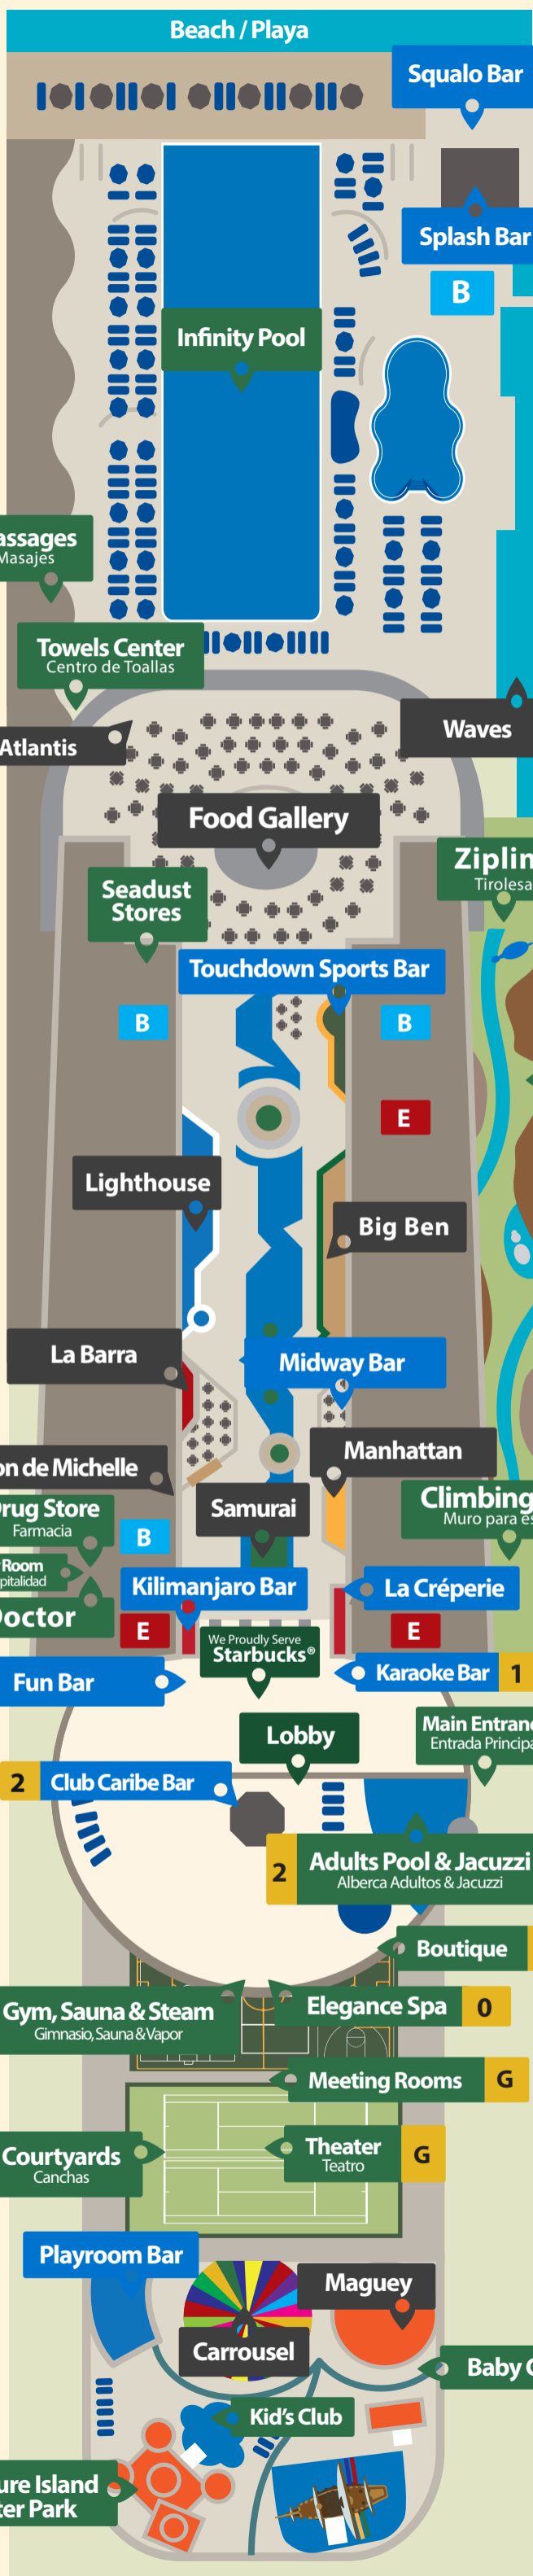 Beach / Playa
Squalo Bar
Splash Bar
B
Infinity Pool
assages
Masajes
Towels Center
Centro de Toallas
Atlantis
Waves
Food Gallery
Ziplin
Tirolesa
Seadust
Stores
Touchdown Sports Bar
B
B
E
Lighthouse
Big Ben
La Barra
Midway Bar
Manhattan
on de Michelle
Climbing
Muro para es
Samurai
rug Store
Farmacia
B
Room
pitalidad
Kilimanjaro Bar
La Créperie
octor
E
E
We Proudly Serve
Starbucks®
Fun Bar
Karaoke Bar 1
Lobby
Main Entran
Entrada Principa
2 Club Caribe Bar
2 Adults Pool & Jacuzzi
Alberca Adultos & Jacuzzi
Boutique
Gym, Sauna & Steam
Gimnasio, Sauna & Vapor
Elegance Spa 0
Meeting Rooms G
Courtyards
Canchas
Theater G
Teatro
Playroom Bar
Maguey
Carrousel
Baby
Kid's Club
ure Island
ter Park